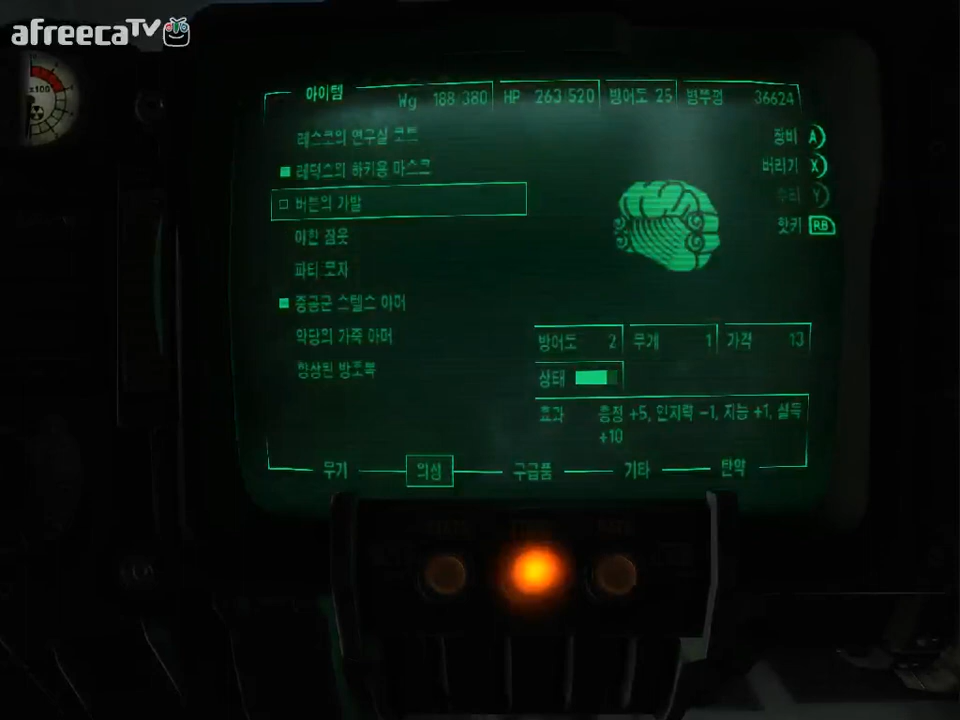 afreecaTV
x100
아이템 Wg 188/380 HP 263/520 방어도 25 병뚜껑 36624
레스코의 연구실 코트
장비 A)
레덕스의 하키용 마스크
버리기 X)
버튼의 가발
수리 Y)
야한 잠옷
핫키 RB
파티 모자
중공군 스텔스 아머
악당의 가죽 아머
방어도 2 무게 1 가격 13
향상된 방호복
상태
효과 흥정 +5, 인지력 -1, 지능 +1, 설득
+10
무기 의상 구급품 기타 탄약